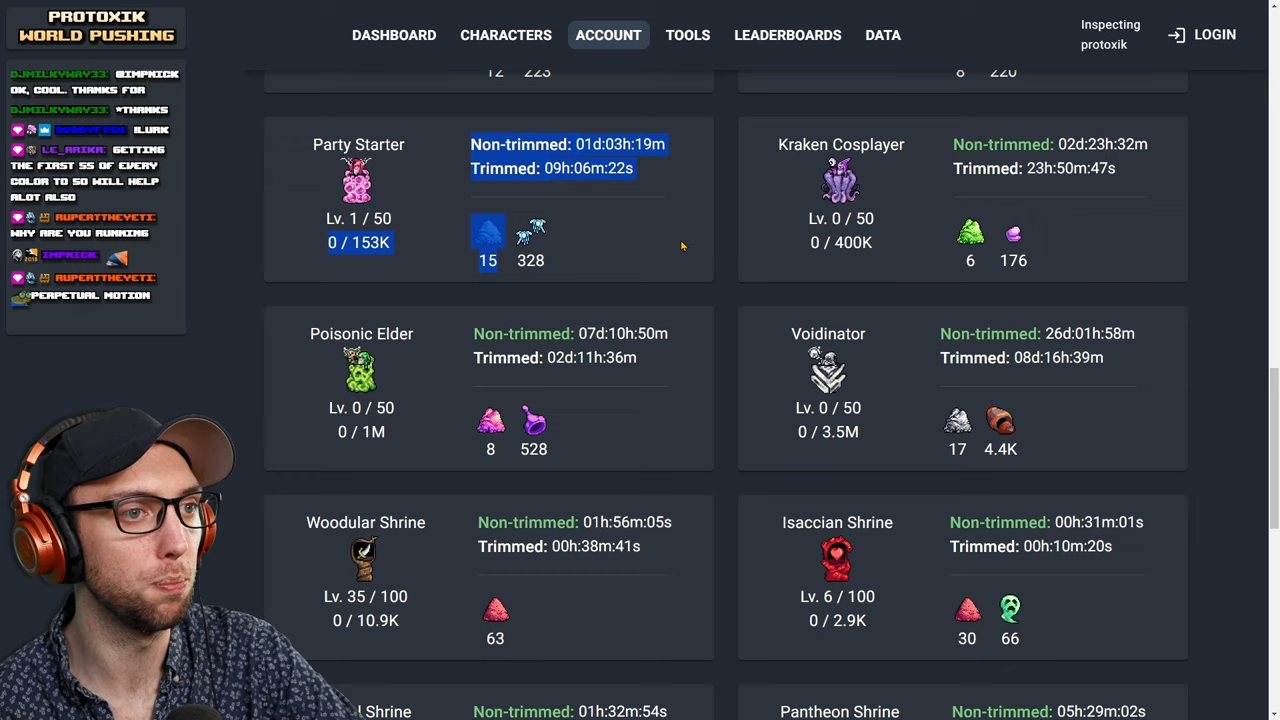 PROTOXIK
WORLD PUSHING
DASHBOARD
CHARACTERS
ACCOUNT
TOOLS
LEADERBOARDS
DATA
Inspecting
protoxik
LOGIN
DJMILKYWAY33: @IMPNICK
OK, COOL. THANKS FOR
DJMILKYWAY33: *THANKS
!LURK
LE_RAIKA: GETTING
THE FIRST SS OF EVERY
COLOR TO 50 WILL HELP
ALOT ALSO
RUPERTTHEYETI:
WHY ARE YOU RUNNING
IMPNICK:
RUPERTTHEYETI:
PERPETUAL MOTION
12 223
8 220
Party Starter
Non-trimmed: 01d:03h:19m
Trimmed: 09h:06m:22s
Lv. 1 / 50
0 / 153K
15 328
Kraken Cosplayer
Non-trimmed: 02d:23h:32m
Trimmed: 23h:50m:47s
Lv. 0 / 50
0 / 400K
6 176
Poisonic Elder
Non-trimmed: 07d:10h:50m
Trimmed: 02d:11h:36m
Lv. 0 / 50
0 / 1M
8 528
Voidinator
Non-trimmed: 26d:01h:58m
Trimmed: 08d:16h:39m
Lv. 0 / 50
0 / 3.5M
17 4.4K
Woodular Shrine
Non-trimmed: 01h:56m:05s
Trimmed: 00h:38m:41s
Lv. 35 / 100
0 / 10.9K
63
Isaccian Shrine
Non-trimmed: 00h:31m:01s
Trimmed: 00h:10m:20s
Lv. 6 / 100
0 / 2.9K
30 66
Shrine
Non-trimmed: 01h:32m:54s
Pantheon Shrine
Non-trimmed: 05h:29m:02s